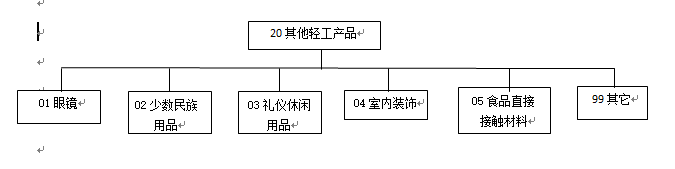 20 其他轻工产品
01 眼镜
02 少数民族
用品
03 礼仪休闲
用品
04 室内装饰
05 食品直接
接触材料
99 其它